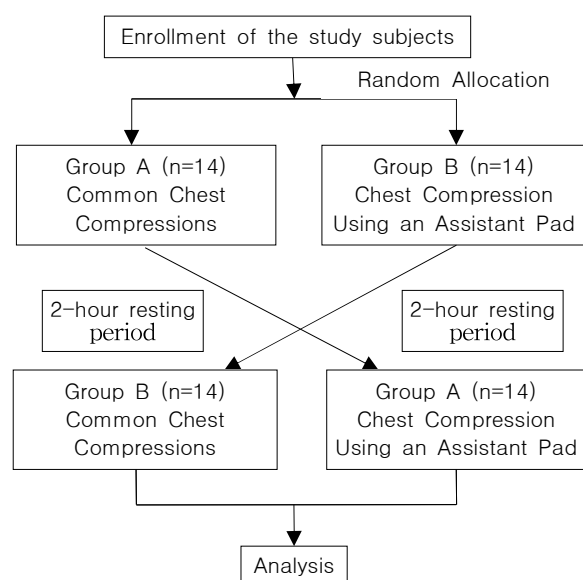 Enrollment of the study subjects
Random Allocation
Group A (n=14)
Common Chest
Compressions
Group B (n=14)
Chest Compression
Using an Assistant Pad
2-hour resting
period
2-hour resting
period
Group B (n=14)
Common Chest
Compressions
Group A (n=14)
Chest Compression
Using an Assistant Pad
Analysis